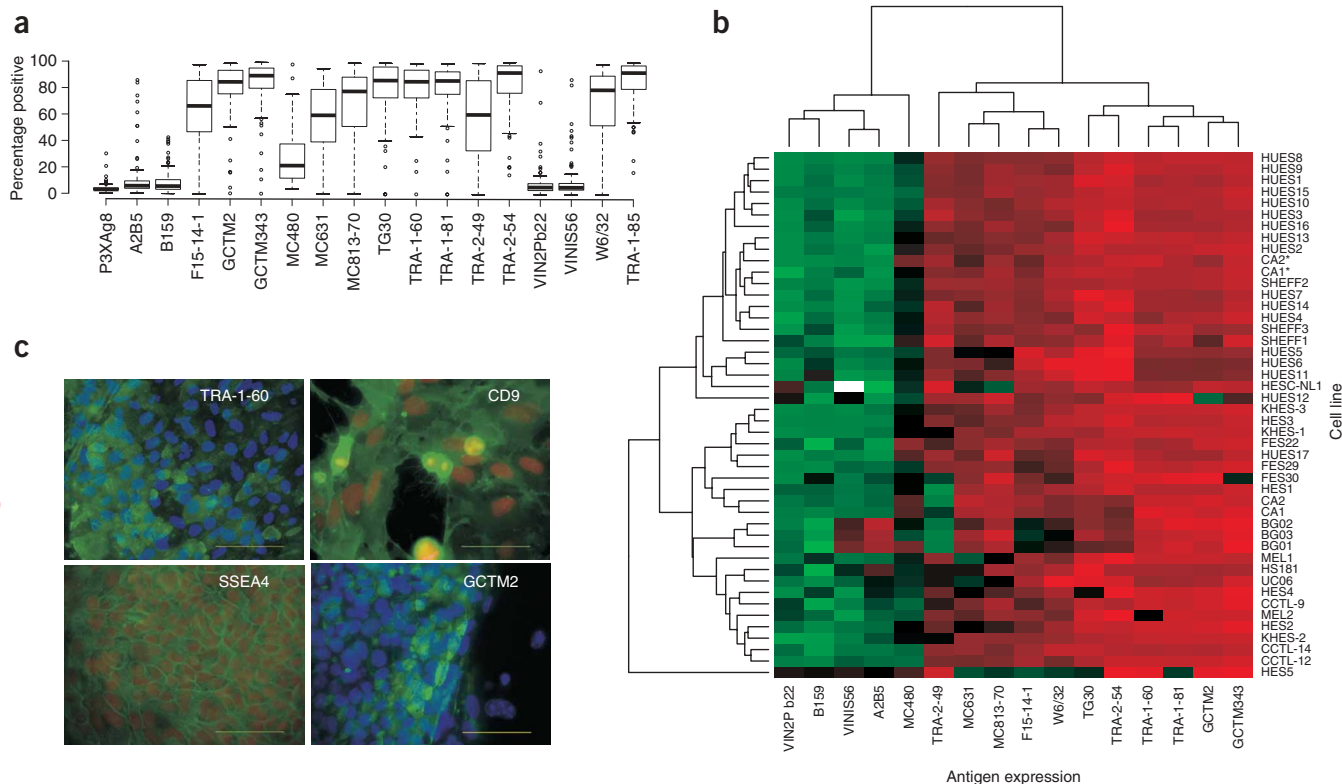 a
Percentage positive
100
80
60
40
20
0
P3XAg8
A2B5
B159
F15-14-1
GCTM2
GCTM343
MC480
MC631
MC813-70
TG30
TRA-1-60
TRA-1-81
TRA-2-49
TRA-2-54
VIN2Pb22
VINIS56
W6/32
TRA-1-85
b
HUES8
HUES9
HUES1
HUES15
HUES10
HUES3
HUES16
HUES13
HUES2
CA2*
CA1*
SHEFF2
HUES7
HUES14
HUES4
SHEFF3
SHEFF1
HUES5
HUES6
HUES11
HESC-NL1
HUES12
KHES-3
HES3
KHES-1
FES22
HUES17
FES29
FES30
HES1
CA2
CA1
BG02
BG03
BG01
MEL1
HS181
UC06
HES4
CCTL-9
MEL2
HES2
KHES-2
CCTL-14
CCTL-12
HES5
Cell line
VIN2P b22
B159
VINIS56
A2B5
MC480
TRA-2-49
MC631
MC813-70
F15-14-1
W6/32
TG30
TRA-2-54
TRA-1-60
TRA-1-81
GCTM2
GCTM343
Antigen expression
c
TRA-1-60
CD9
SSEA4
GCTM2